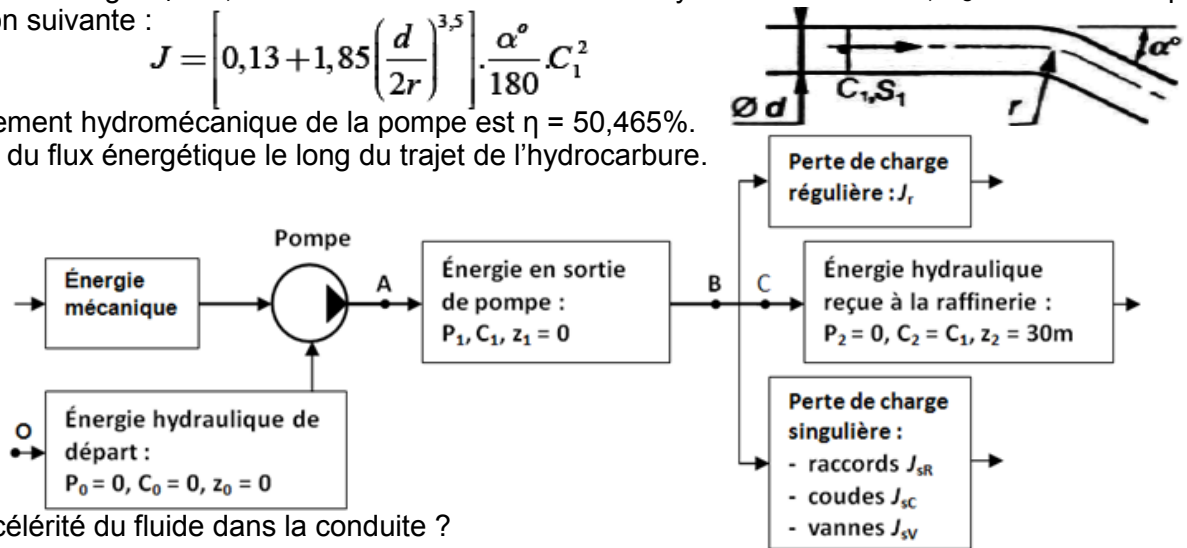 on suivante :
J = [0,13 + 1,85 (d/2r)^3,5] . α°/180 . C₁²
C₁,S₁
Ø d
r
α°
ement hydromécanique de la pompe est η = 50,465%.
du flux énergétique le long du trajet de l’hydrocarbure.
Perte de charge
régulière : Jr
Pompe
Énergie
mécanique
A
Énergie en sortie
de pompe :
P₁, C₁, z₁ = 0
B
C
Énergie hydraulique
reçue à la raffinerie :
P₂ = 0, C₂ = C₁, z₂ = 30m
O
Énergie hydraulique de
départ :
P₀ = 0, C₀ = 0, z₀ = 0
Perte de charge
singulière :
- raccords JsR
- coudes JsC
- vannes JsV
célérité du fluide dans la conduite ?